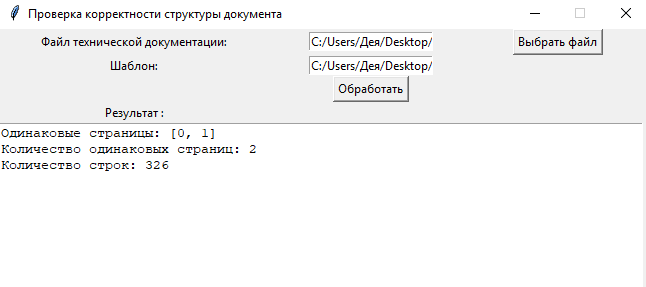 Проверка корректности структуры документа
Файл технической документации: C:/Users/Дея/Desktop/ Выбрать файл
Шаблон: C:/Users/Дея/Desktop/
Обработать
Результат :
Одинаковые страницы: [0, 1]
Количество одинаковых страниц: 2
Количество строк: 326